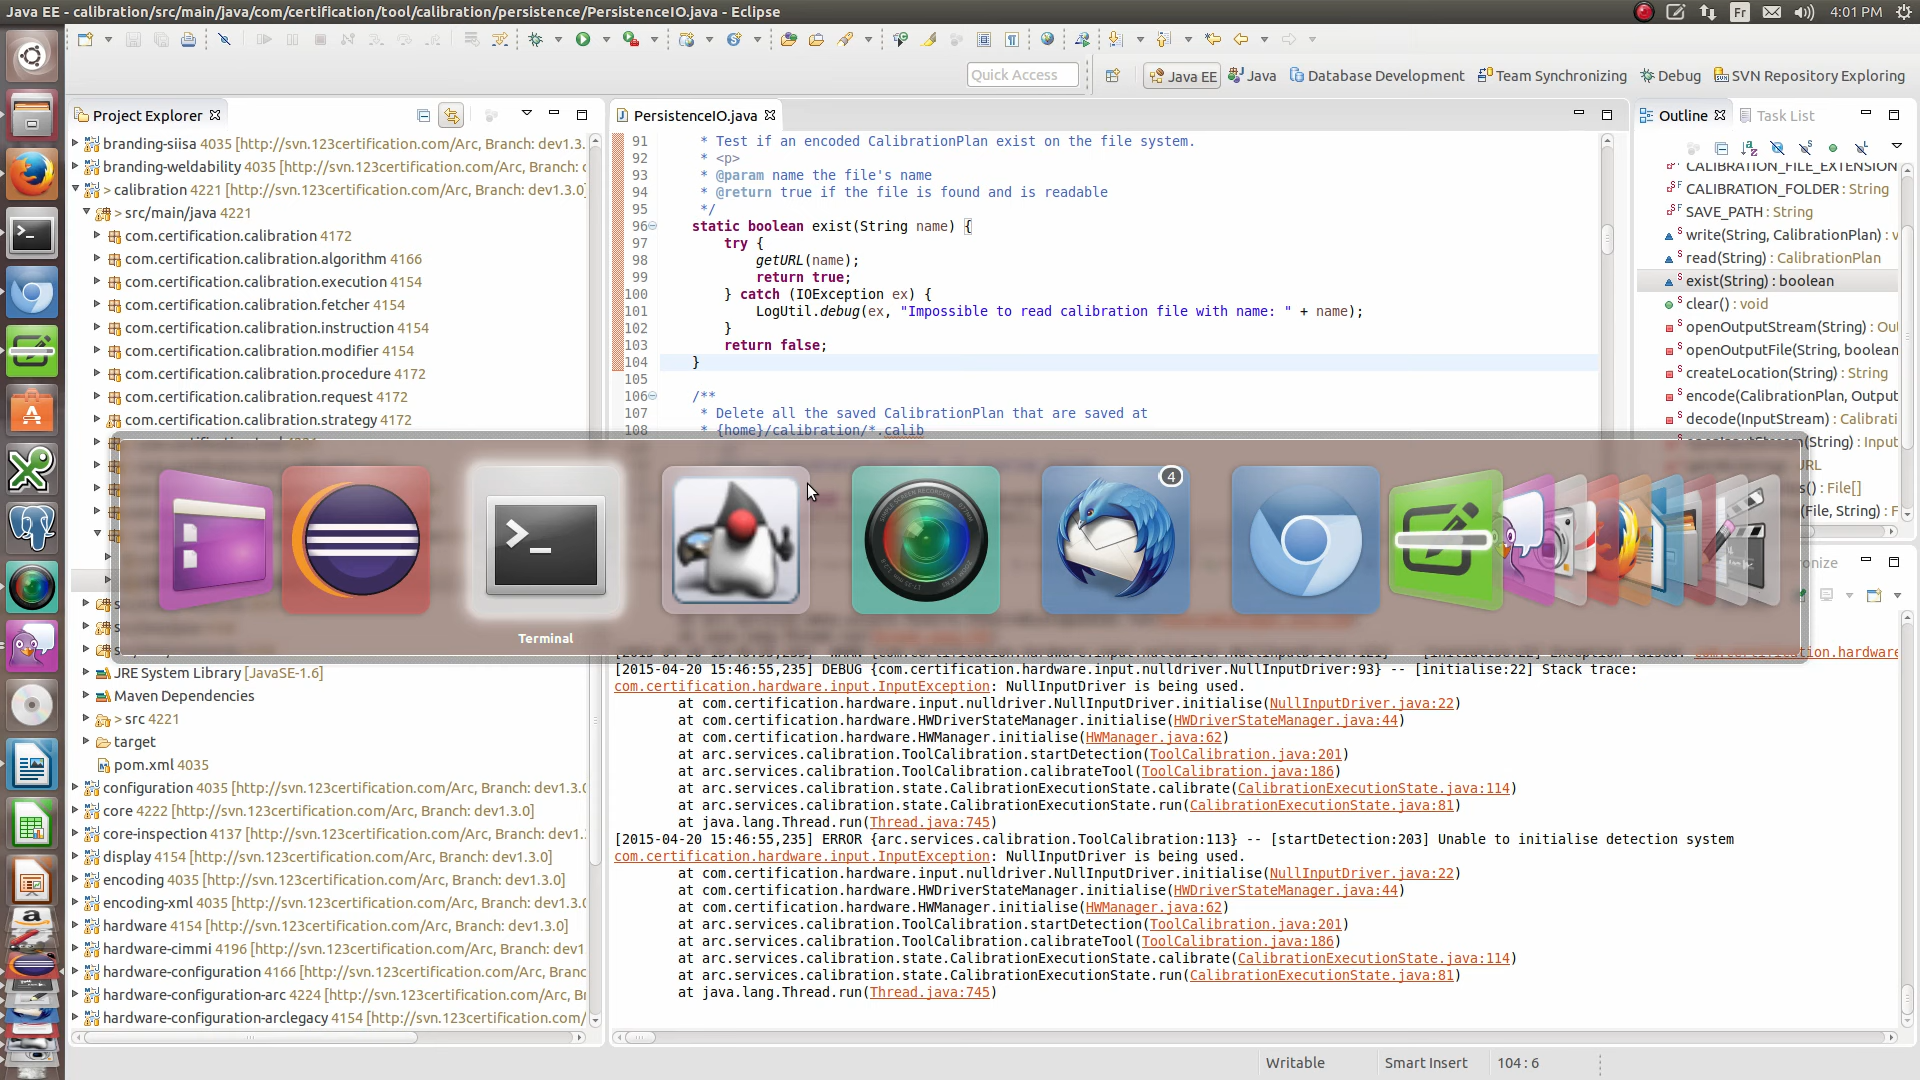 Java EE - calibration/src/main/java/com/certification/tool/calibration/persistence/PersistenceIO.java - Eclipse
Fr
4:01 PM
Quick Access
Java EE
Java
Database Development
Team Synchronizing
Debug
SVN Repository Exploring
Project Explorer
branding-siisa 4035 [http://svn.123certification.com/Arc, Branch: dev1.3.
branding-weldability 4035 [http://svn.123certification.com/Arc, Branch: c
> calibration 4221 [http://svn.123certification.com/Arc, Branch: dev1.3.0]
> src/main/java 4221
com.certification.calibration 4172
com.certification.calibration.algorithm 4166
com.certification.calibration.execution 4154
com.certification.calibration.fetcher 4154
com.certification.calibration.instruction 4154
com.certification.calibration.modifier 4154
com.certification.calibration.procedure 4172
com.certification.calibration.request 4172
com.certification.calibration.strategy 4172
JRE System Library [JavaSE-1.6]
Maven Dependencies
> src 4221
target
pom.xml 4035
configuration 4035 [http://svn.123certification.com/Arc, Branch: dev1.3.0
core 4222 [http://svn.123certification.com/Arc, Branch: dev1.3.0]
core-inspection 4137 [http://svn.123certification.com/Arc, Branch: dev1.
display 4154 [http://svn.123certification.com/Arc, Branch: dev1.3.0]
encoding 4035 [http://svn.123certification.com/Arc, Branch: dev1.3.0]
encoding-xml 4035 [http://svn.123certification.com/Arc, Branch: dev1.3.0]
hardware 4154 [http://svn.123certification.com/Arc, Branch: dev1.3.0]
hardware-cimmi 4196 [http://svn.123certification.com/Arc, Branch: dev1
hardware-configuration 4166 [http://svn.123certification.com/Arc, Branc
hardware-configuration-arc 4224 [http://svn.123certification.com/Arc, Br
hardware-configuration-arclegacy 4154 [http://svn.123certification.com/
PersistenceIO.java
91 * Test if an encoded CalibrationPlan exist on the file system.
92 * <p>
93 * @param name the file's name
94 * @return true if the file is found and is readable
95 */
96 static boolean exist(String name) {
97 try {
98 getURL(name);
99 return true;
100 } catch (IOException ex) {
101 LogUtil.debug(ex, "Impossible to read calibration file with name: " + name);
102 }
103 return false;
104 }
105
106 /**
107 * Delete all the saved CalibrationPlan that are saved at
108 * {home}/calibration/*.calib
Outline
Task List
CALIBRATION_FILE_EXTENSION
CALIBRATION_FOLDER : String
SAVE_PATH : String
write(String, CalibrationPlan) : v
read(String) : CalibrationPlan
exist(String) : boolean
clear() : void
openOutputStream(String) : Ou
openOutputFile(String, boolean
createLocation(String) : String
encode(CalibrationPlan, Output
decode(InputStream) : Calibrati
(String) : Input
URL
() : File[]
(File, String) : F
4
Terminal
[2015-04-20 15:46:55,235] DEBUG {com.certification.hardware.input.nulldriver.NullInputDriver:93} -- [initialise:22] Stack trace:
com.certification.hardware.input.InputException: NullInputDriver is being used.
at com.certification.hardware.input.nulldriver.NullInputDriver.initialise(NullInputDriver.java:22)
at com.certification.hardware.HWDriverStateManager.initialise(HWDriverStateManager.java:44)
at com.certification.hardware.HWManager.initialise(HWManager.java:62)
at arc.services.calibration.ToolCalibration.startDetection(ToolCalibration.java:201)
at arc.services.calibration.ToolCalibration.calibrateTool(ToolCalibration.java:186)
at arc.services.calibration.state.CalibrationExecutionState.calibrate(CalibrationExecutionState.java:114)
at arc.services.calibration.state.CalibrationExecutionState.run(CalibrationExecutionState.java:81)
at java.lang.Thread.run(Thread.java:745)
[2015-04-20 15:46:55,235] ERROR {arc.services.calibration.ToolCalibration:113} -- [startDetection:203] Unable to initialise detection system
com.certification.hardware.input.InputException: NullInputDriver is being used.
at com.certification.hardware.input.nulldriver.NullInputDriver.initialise(NullInputDriver.java:22)
at com.certification.hardware.HWDriverStateManager.initialise(HWDriverStateManager.java:44)
at com.certification.hardware.HWManager.initialise(HWManager.java:62)
at arc.services.calibration.ToolCalibration.startDetection(ToolCalibration.java:201)
at arc.services.calibration.ToolCalibration.calibrateTool(ToolCalibration.java:186)
at arc.services.calibration.state.CalibrationExecutionState.calibrate(CalibrationExecutionState.java:114)
at arc.services.calibration.state.CalibrationExecutionState.run(CalibrationExecutionState.java:81)
at java.lang.Thread.run(Thread.java:745)
Writable
Smart Insert
104 : 6